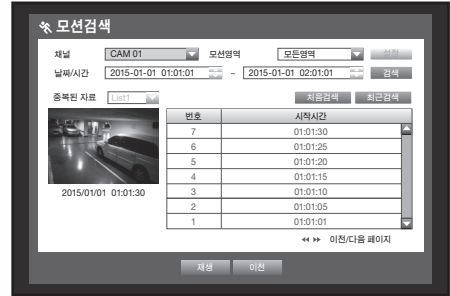 모션검색
채널 CAM 01 모션영역 모든영역 설정
날짜/시간 2015-01-01 01:01:01 ~ 2015-01-01 02:01:01 검색
중복된 자료 List1 처음검색 최근검색
번호 시작시간
7 01:01:30
6 01:01:25
5 01:01:20
4 01:01:15
3 01:01:10
2 01:01:05
1 01:01:01
2015/01/01 01:01:30
이전/다음 페이지
재생 이전